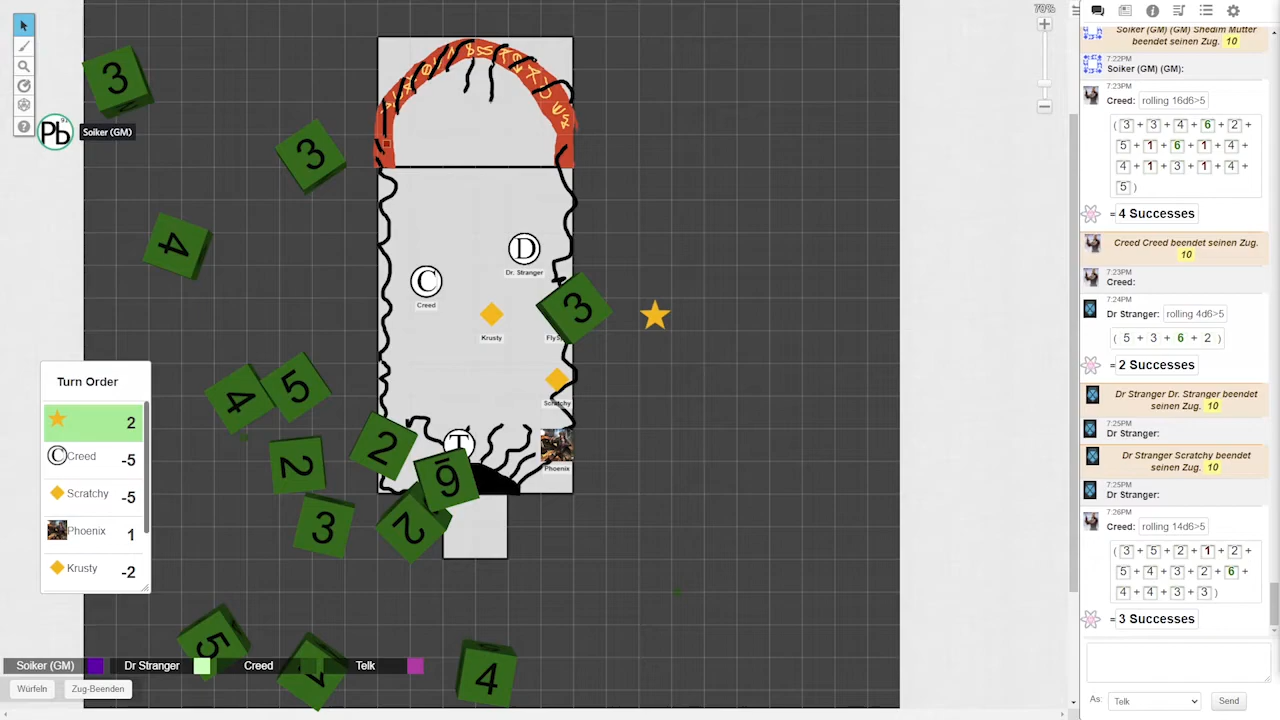 70%
Soiker (GM) (GM) Shedim Mutter
beendet seinen Zug. 10
7:22PM
Soiker (GM) (GM):
7:23PM
Creed: rolling 16d6>5
( 3 + 3 + 4 + 6 + 2 +
5 + 1 + 6 + 1 + 4 +
4 + 1 + 3 + 1 + 4 +
5 )
= 4 Successes
Creed Creed beendet seinen Zug.
10
7:23PM
Creed:
7:24PM
Dr Stranger: rolling 4d6>5
( 5 + 3 + 6 + 2 )
= 2 Successes
Dr Stranger Dr. Stranger beendet
seinen Zug. 10
7:25PM
Dr Stranger:
Dr Stranger Scratchy beendet
seinen Zug. 10
7:25PM
Dr Stranger:
7:26PM
Creed: rolling 14d6>5
( 3 + 5 + 2 + 1 + 2 +
5 + 4 + 3 + 2 + 6 +
4 + 4 + 3 + 3 )
= 3 Successes
As: Talk Send
Pb Soiker (GM)
3
3
4
D
Dr. Stranger
C
Creed
3
Krusty
Scratchy
T
Phoenix
4
5
2
2
6
3
2
5
1
4
Turn Order
2
C Creed -5
Scratchy -5
Phoenix 1
Krusty -2
Soiker (GM) Dr Stranger Creed Telk
Würfeln Zug-Beenden